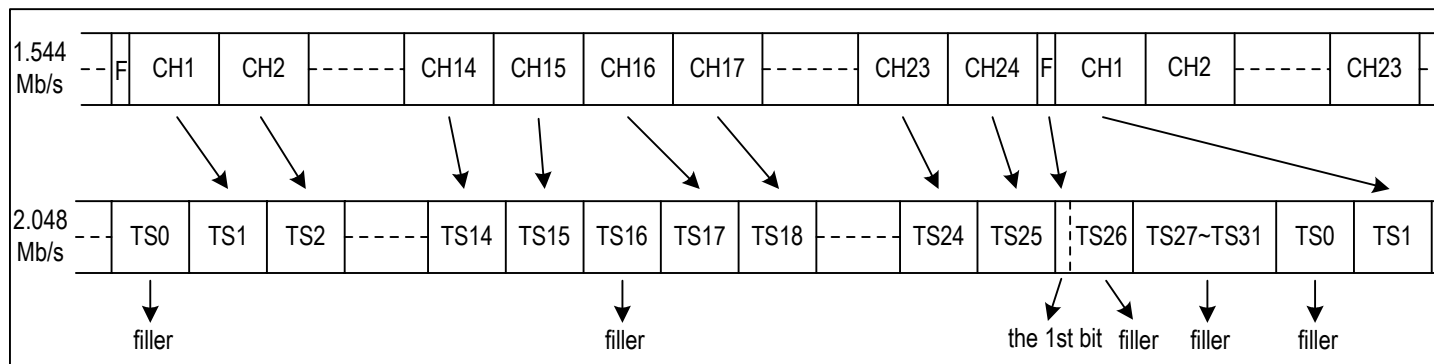 1.544
Mb/s
F CH1 CH2 CH14 CH15 CH16 CH17 CH23 CH24 F CH1 CH2 CH23
2.048
Mb/s
TS0 TS1 TS2 TS14 TS15 TS16 TS17 TS18 TS24 TS25 TS26 TS27~TS31 TS0 TS1
filler filler the 1st bit filler filler filler